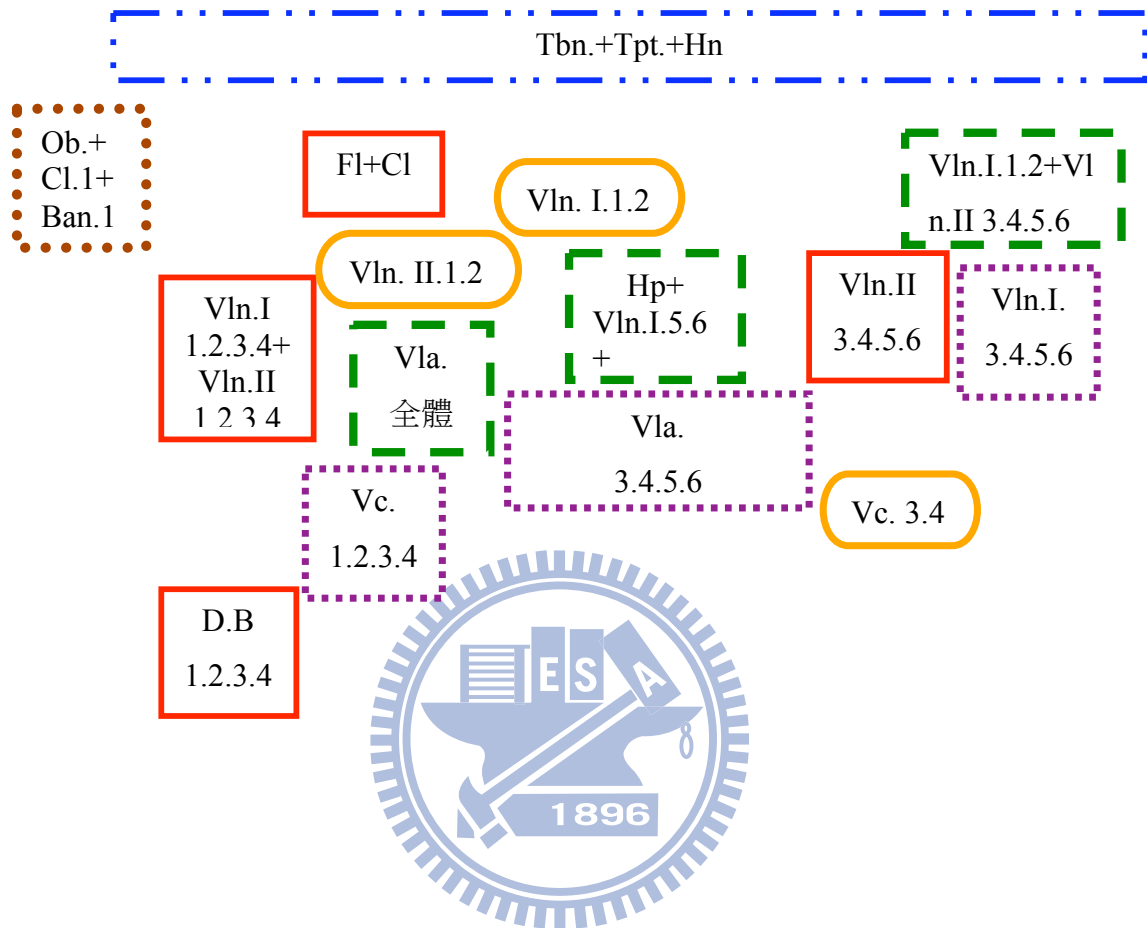 Tbn.+Tpt.+Hn
Ob.+
Cl.1+
Ban.1
Fl+Cl
Vln. I.1.2
Vln.I.1.2+Vl
n.II 3.4.5.6
Vln. II.1.2
Vln.I
1.2.3.4+
Vln.II
1.2.3.4
Vla.
全體
Hp+
Vln.I.5.6
+
Vln.II
3.4.5.6
Vln.I.
3.4.5.6
Vla.
3.4.5.6
Vc.
1.2.3.4
Vc. 3.4
D.B
1.2.3.4
E S A
1896